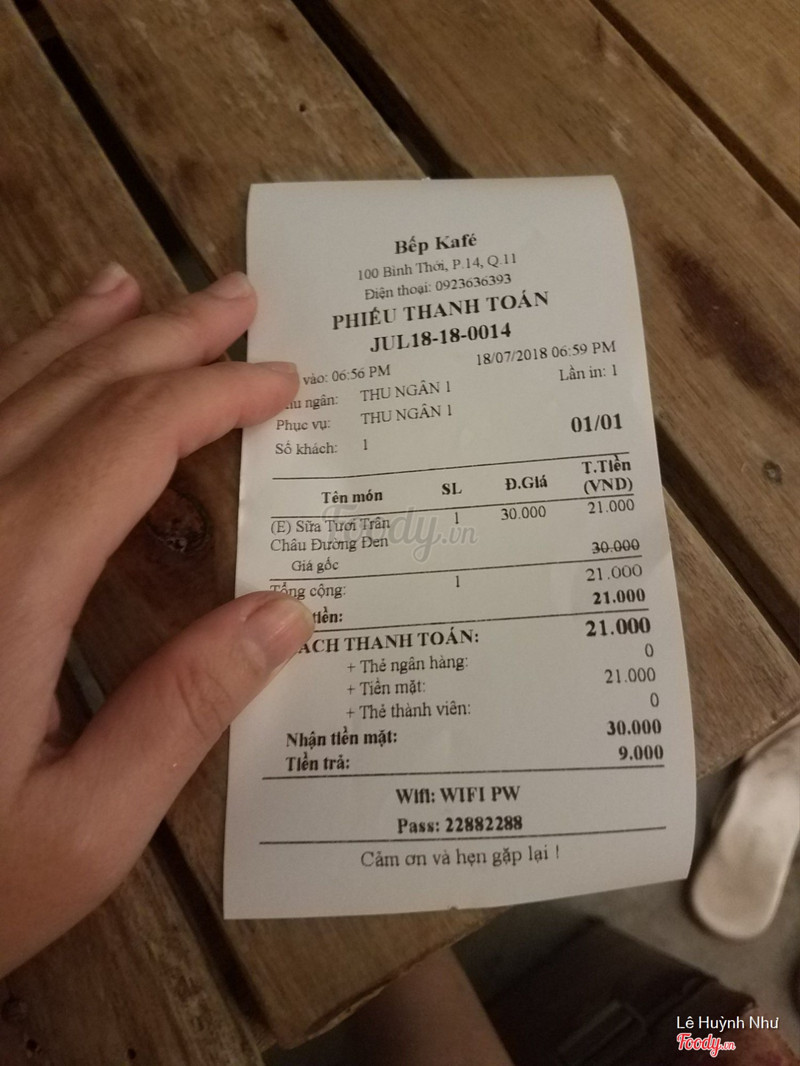 Bếp Kafé
100 Bình Thới, P.14, Q.11
Điện thoại: 0923636393
PHIẾU THANH TOÁN
JUL18-18-0014
vào: 06:56 PM 18/07/2018 06:59 PM
ngân: THU NGÂN 1 Lần in: 1
Phục vụ: THU NGÂN 1
Số khách: 1 01/01
Tên món SL Đ.Giá T.Tiền
(VND)
(E) Sữa Tươi Trân 1 30.000 21.000
Châu Đường Đen
Giá gốc 30.000
Tổng cộng: 1 21.000
tiền: 21.000
THANH TOÁN: 21.000
+ Thẻ ngân hàng: 0
+ Tiền mặt: 21.000
+ Thẻ thành viên: 0
Nhận tiền mặt: 30.000
Tiền trả: 9.000
Wifi: WIFI PW
Pass: 22882288
Cảm ơn và hẹn gặp lại !
Foody.vn
Lê Huỳnh Như
Foody.vn